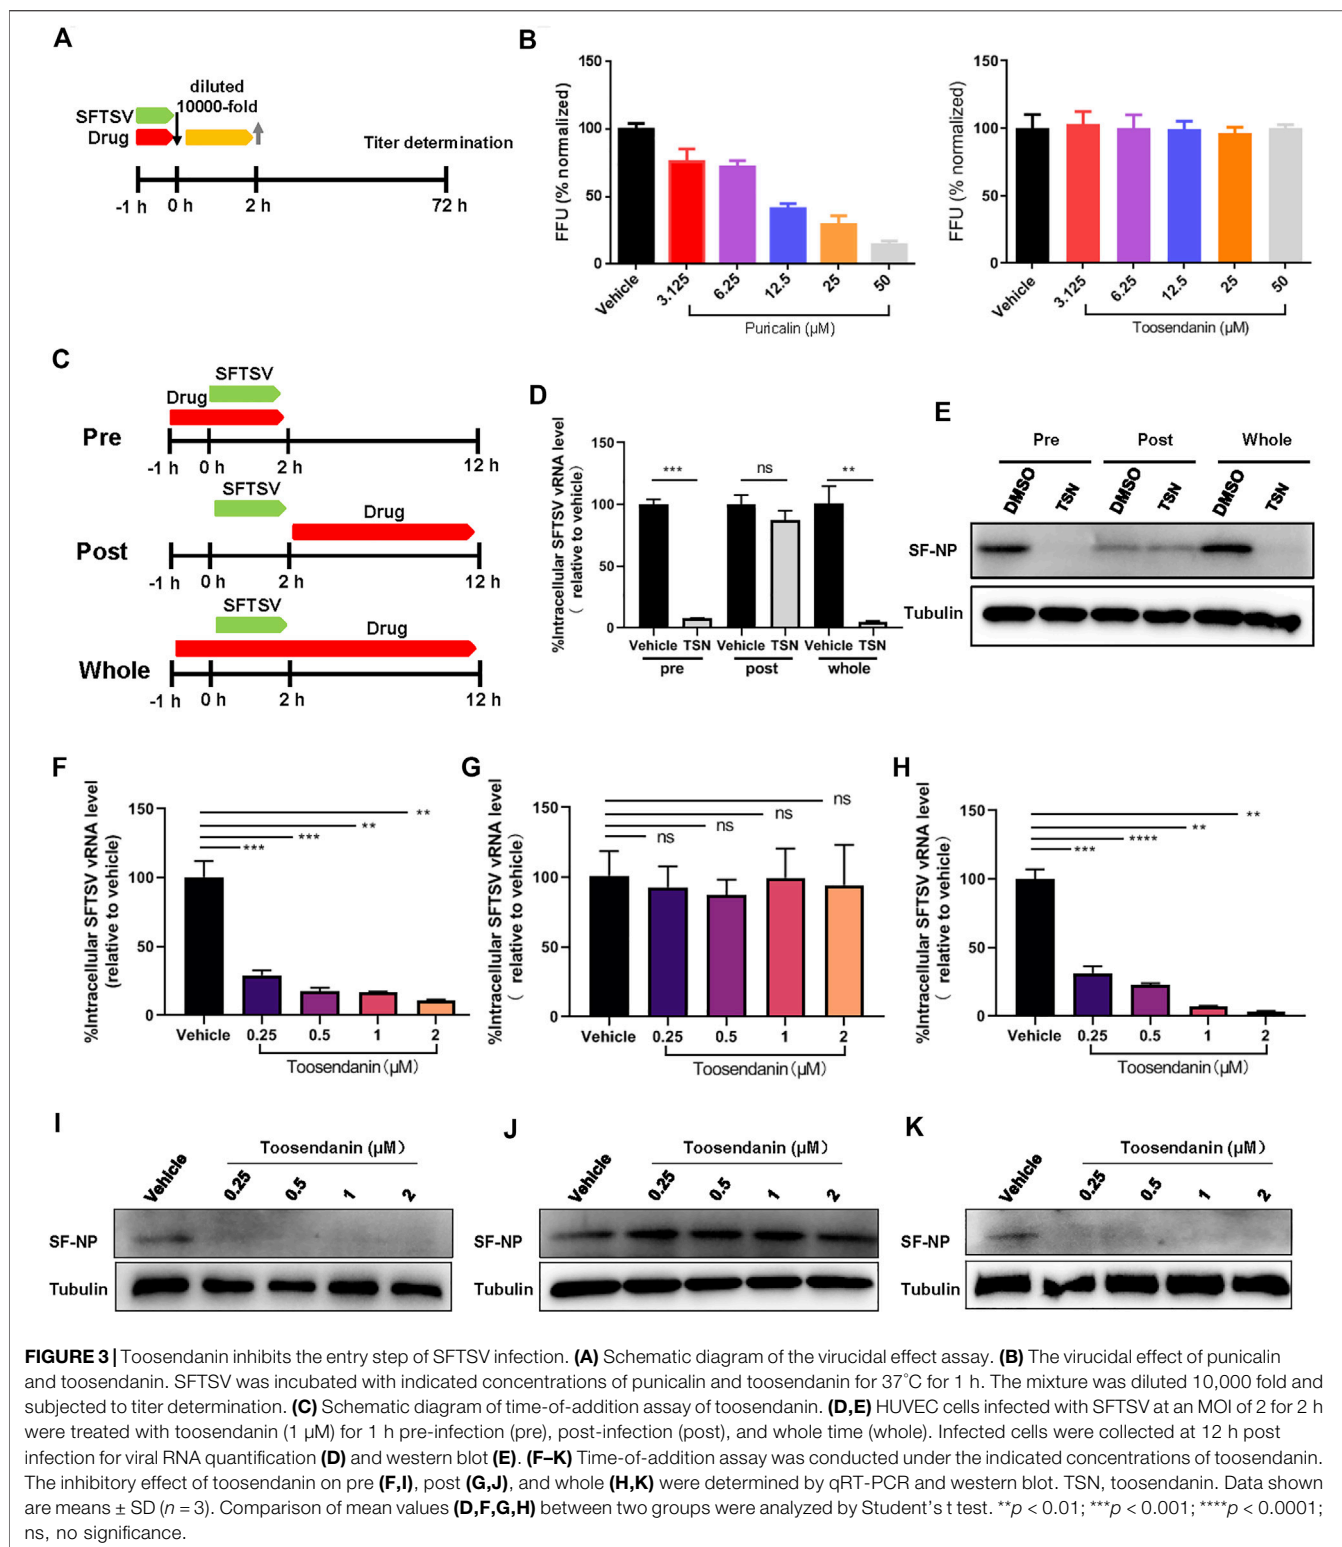 A
SFTSV
Drug
diluted
10000-fold
Titer determination
-1 h
0 h
2 h
72 h
B
FFU (% normalized)
150
100
50
0
Vehicle
3.125
6.25
12.5
25
50
Puricalin (µM)
FFU (% normalized)
150
100
50
0
Vehicle
3.125
6.25
12.5
25
50
Toosendanin (µM)
C
SFTSV
Drug
Pre
-1 h
0 h
2 h
12 h
SFTSV
Drug
Post
-1 h
0 h
2 h
12 h
SFTSV
Drug
Whole
-1 h
0 h
2 h
12 h
D
%Intracellular SFTSV vRNA level
( relative to vehicle)
150
100
50
0
***
ns
**
Vehicle TSN Vehicle TSN Vehicle TSN
pre
post
whole
E
Pre
Post
Whole
DMSO
TSN
DMSO
TSN
DMSO
TSN
SF-NP
Tubulin
F
%Intracellular SFTSV vRNA level
(relative to vehicle)
150
100
50
0
**
**
***
***
Vehicle
0.25
0.5
1
2
Toosendanin (µM)
G
%Intracellular SFTSV vRNA level
( relative to vehicle)
150
100
50
0
ns
ns
ns
ns
Vehicle
0.25
0.5
1
2
Toosendanin (µM)
H
%Intracellular SFTSV vRNA level
( relative to vehicle)
150
100
50
0
**
**
****
***
Vehicle
0.25
0.5
1
2
Toosendanin (µM)
I
Toosendanin (µM)
Vehicle
0.25
0.5
1
2
SF-NP
Tubulin
J
Toosendanin (µM)
Vehicle
0.25
0.5
1
2
SF-NP
Tubulin
K
Toosendanin (µM)
Vehicle
0.25
0.5
1
2
SF-NP
Tubulin
FIGURE 3 | Toosendanin inhibits the entry step of SFTSV infection. (A) Schematic diagram of the virucidal effect assay. (B) The virucidal effect of punicalin
and toosendanin. SFTSV was incubated with indicated concentrations of punicalin and toosendanin for 37°C for 1 h. The mixture was diluted 10,000 fold and
subjected to titer determination. (C) Schematic diagram of time-of-addition assay of toosendanin. (D,E) HUVEC cells infected with SFTSV at an MOI of 2 for 2 h
were treated with toosendanin (1 µM) for 1 h pre-infection (pre), post-infection (post), and whole time (whole). Infected cells were collected at 12 h post
infection for viral RNA quantification (D) and western blot (E). (F–K) Time-of-addition assay was conducted under the indicated concentrations of toosendanin.
The inhibitory effect of toosendanin on pre (F,I), post (G,J), and whole (H,K) were determined by qRT-PCR and western blot. TSN, toosendanin. Data shown
are means ± SD (n = 3). Comparison of mean values (D,F,G,H) between two groups were analyzed by Student's t test. **p < 0.01; ***p < 0.001; ****p < 0.0001;
ns, no significance.